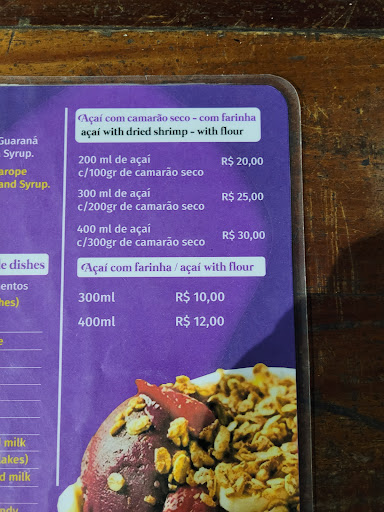 Guaraná
Syrup.
arope
and Syrup.
e dishes
entos
hes)
e
milk
akes)
d milk
ndy
Açaí com camarão seco - com farinha
açaí with dried shrimp - with flour
200 ml de açaí
c/100gr de camarão seco R$ 20,00
300 ml de açaí
c/200gr de camarão seco R$ 25,00
400 ml de açaí
c/300gr de camarão seco R$ 30,00
Açaí com farinha / açaí with flour
300ml R$ 10,00
400ml R$ 12,00